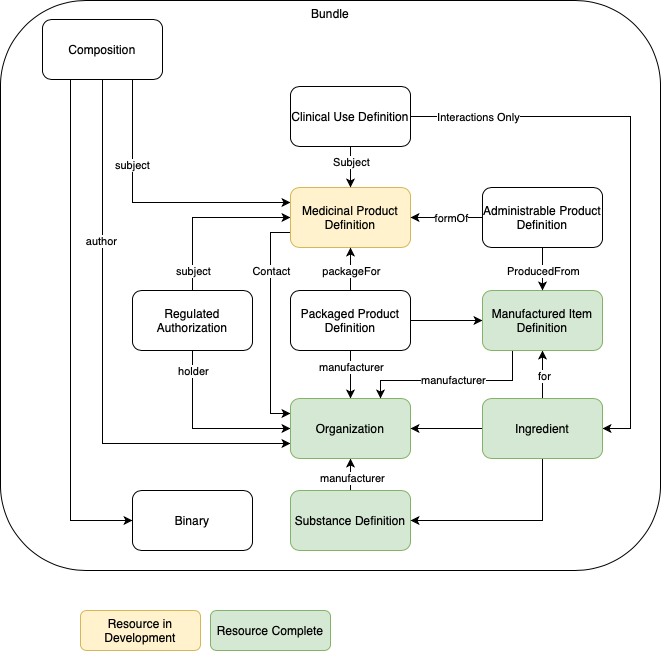 Bundle
Composition
Clinical Use Definition
Interactions Only
subject
Subject
Medicinal Product
Definition
formOf
Administrable Product
Definition
author
subject
Contact
packageFor
ProducedFrom
Regulated
Authorization
Packaged Product
Definition
Manufactured Item
Definition
holder
manufacturer
manufacturer
for
Organization
Ingredient
manufacturer
Binary
Substance Definition
Resource in
Development
Resource Complete